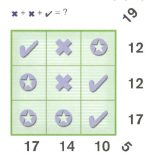 ✖ + ✖ + ✔ = ?
19
12
12
17
17 14 10 5